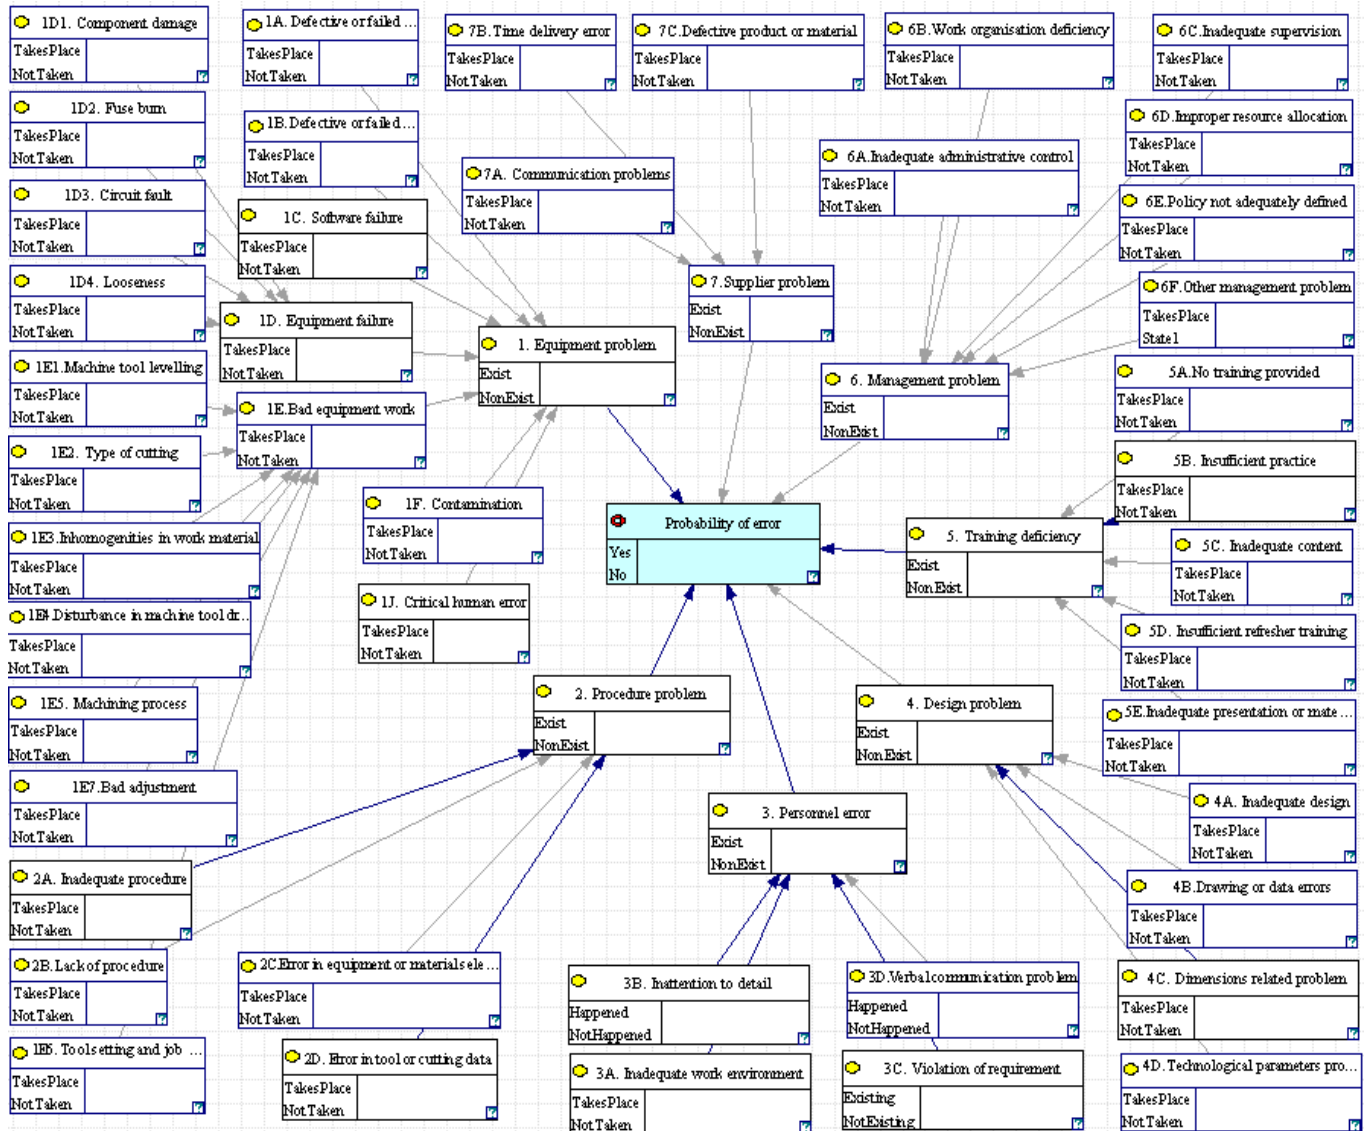 1D1. Component damage
TakesPlace
NotTaken
1A. Defective or failed ...
TakesPlace
NotTaken
7B. Time delivery error
TakesPlace
NotTaken
7C.Defective product or material
TakesPlace
NotTaken
6B.Work organisation deficiency
TakesPlace
NotTaken
6C.Inadequate supervision
TakesPlace
NotTaken
1D2. Fuse burn
TakesPlace
NotTaken
1B.Defective or failed ...
TakesPlace
NotTaken
6D.Improper resource allocation
TakesPlace
NotTaken
7A. Communication problems
TakesPlace
NotTaken
6A.Inadequate administrative control
TakesPlace
NotTaken
1D3. Circuit fault
TakesPlace
NotTaken
1C. Software failure
TakesPlace
NotTaken
6E.Policy not adequately defined
TakesPlace
NotTaken
1D4. Looseness
TakesPlace
NotTaken
7.Supplier problem
Exist
NonExist
6F.Other management problem
TakesPlace
State1
1D. Equipment failure
TakesPlace
NotTaken
1. Equipment problem
Exist
NonExist
1E1.Machine tool levelling
TakesPlace
NotTaken
6. Management problem
Exist
NonExist
5A.No training provided
TakesPlace
NotTaken
1E.Bad equipment work
TakesPlace
NotTaken
1E2. Type of cutting
TakesPlace
NotTaken
5B. Insufficient practice
TakesPlace
NotTaken
1F. Contamination
TakesPlace
NotTaken
Probability of error
Yes
No
5. Training deficiency
Exist
NonExist
1E3.Inhomogenities in work material
TakesPlace
NotTaken
5C. Inadequate content
TakesPlace
NotTaken
1J. Critical human error
TakesPlace
NotTaken
1E4.Disturbance in machine tool dr...
TakesPlace
NotTaken
5D. Insufficient refresher training
TakesPlace
NotTaken
1E5. Machining process
TakesPlace
NotTaken
2. Procedure problem
Exist
NonExist
4. Design problem
Exist
NonExist
5E.Inadequate presentation or mate ...
TakesPlace
NotTaken
1E7.Bad adjustment
TakesPlace
NotTaken
3. Personnel error
Exist
NonExist
4A. Inadequate design
TakesPlace
NotTaken
2A. Inadequate procedure
TakesPlace
NotTaken
4B.Drawing or data errors
TakesPlace
NotTaken
2B.Lack of procedure
TakesPlace
NotTaken
2C.Error in equipment or materials ele ...
TakesPlace
NotTaken
3B. Inattention to detail
Happened
NotHappened
3D.Verbal communication problem
Happened
NotHappened
4C. Dimensions related problem
TakesPlace
NotTaken
1E6. Tool setting and job ...
TakesPlace
NotTaken
2D. Error in tool or cutting data
TakesPlace
NotTaken
3A. Inadequate work environment
TakesPlace
NotTaken
3C. Violation of requirement
Existing
NotExisting
4D.Technological parameters pro...
TakesPlace
NotTaken